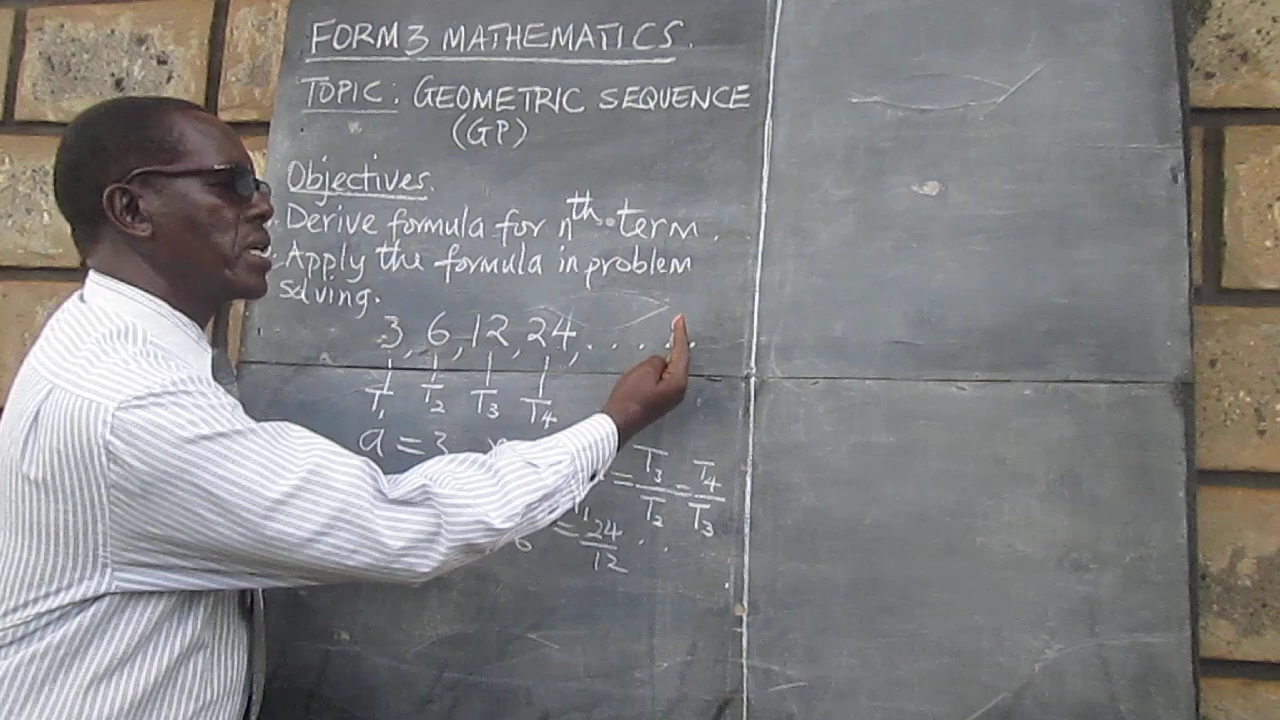 FORM 3 MATHEMATICS.
TOPIC: GEOMETRIC SEQUENCE
(GP)
Objectives.
. Derive formula for nth term.
. Apply the formula in problem
solving.
3, 6, 12, 24, . . . . .
T1 T2 T3 T4
a = 3 = T3/T2 = T4/T3
6 = 24/12 . .